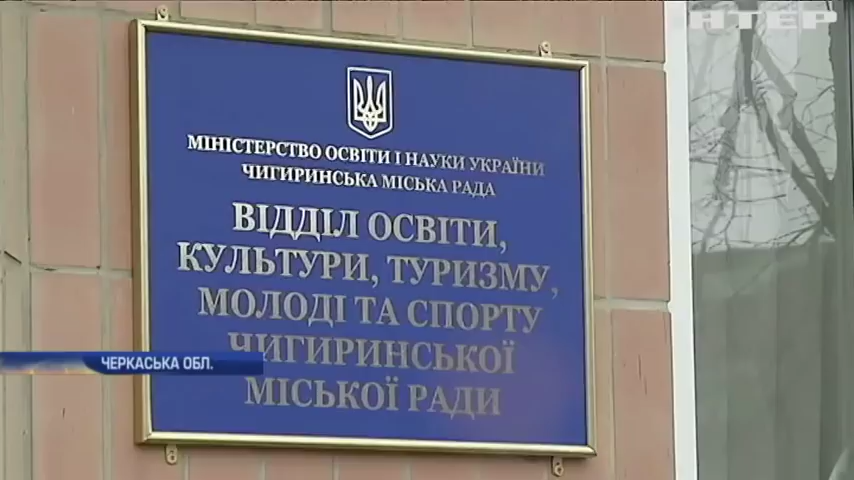 ІНТЕР
МІНІСТЕРСТВО ОСВІТИ І НАУКИ УКРАЇНИ
ЧИГИРИНСЬКА МІСЬКА РАДА
ВІДДІЛ ОСВІТИ,
КУЛЬТУРИ, ТУРИЗМУ,
МОЛОДІ ТА СПОРТУ
ЧИГИРИНСЬКОЇ
МІСЬКОЇ РАДИ
ЧЕРКАСЬКА ОБЛ.